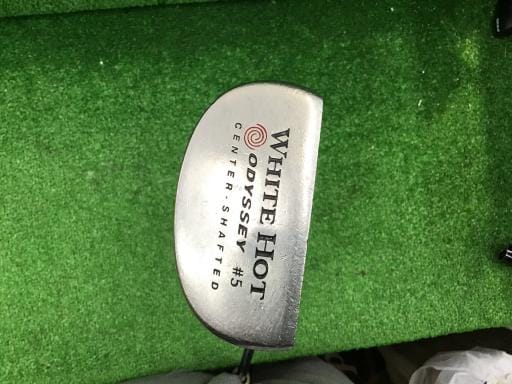 WHITE HOT
ODYSSEY #5
CENTER-SHAFTED